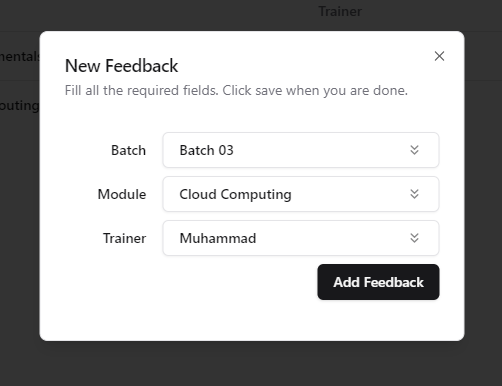 Trainer
New Feedback
Fill all the required fields. Click save when you are done.
mentals
outing
Batch Batch 03
Module Cloud Computing
Trainer Muhammad
Add Feedback